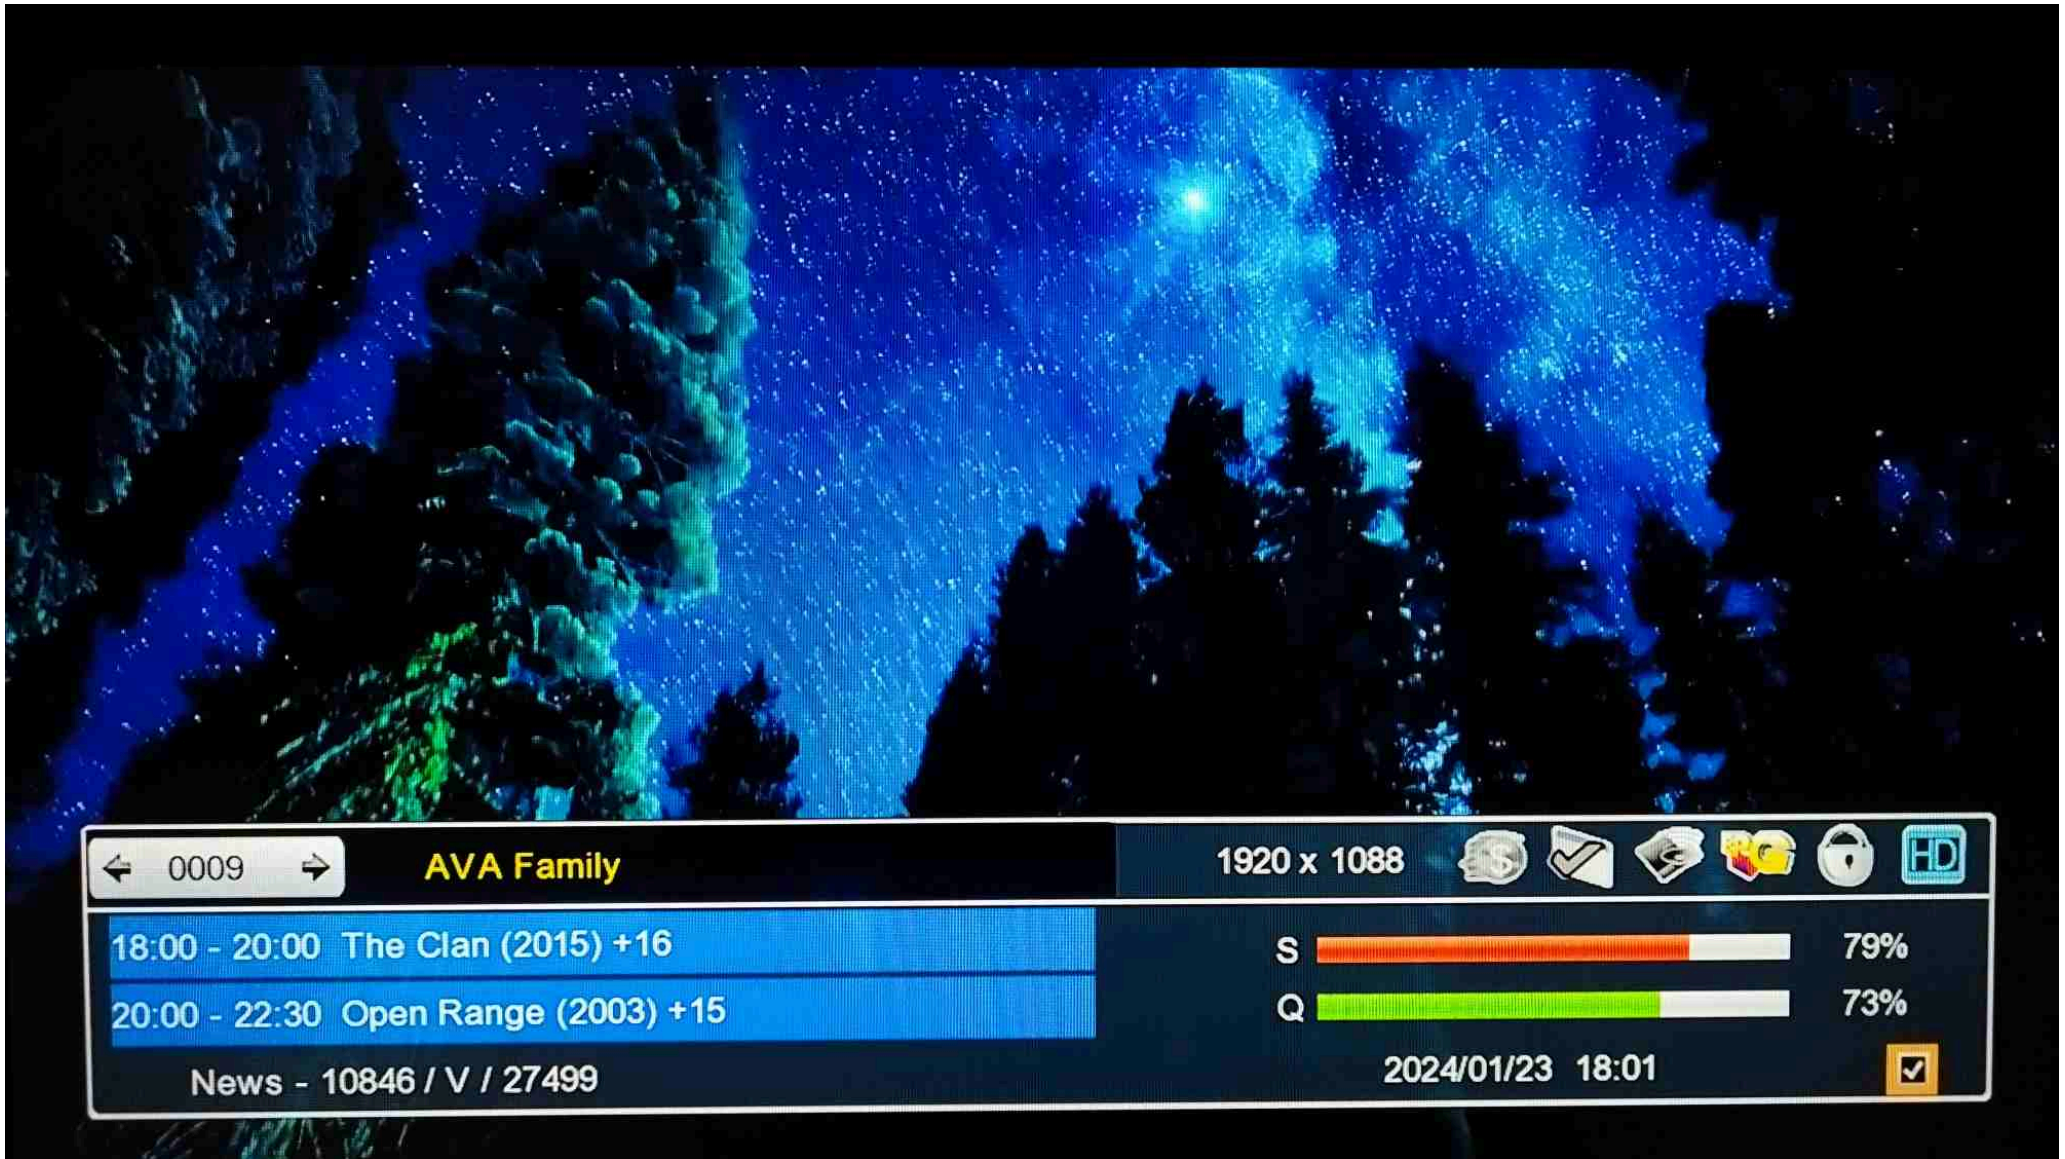 0009
AVA Family
1920 x 1088
HD
18:00 - 20:00 The Clan (2015) +16
20:00 - 22:30 Open Range (2003) +15
News - 10846 / V / 27499
S 79%
Q 73%
2024/01/23 18:01